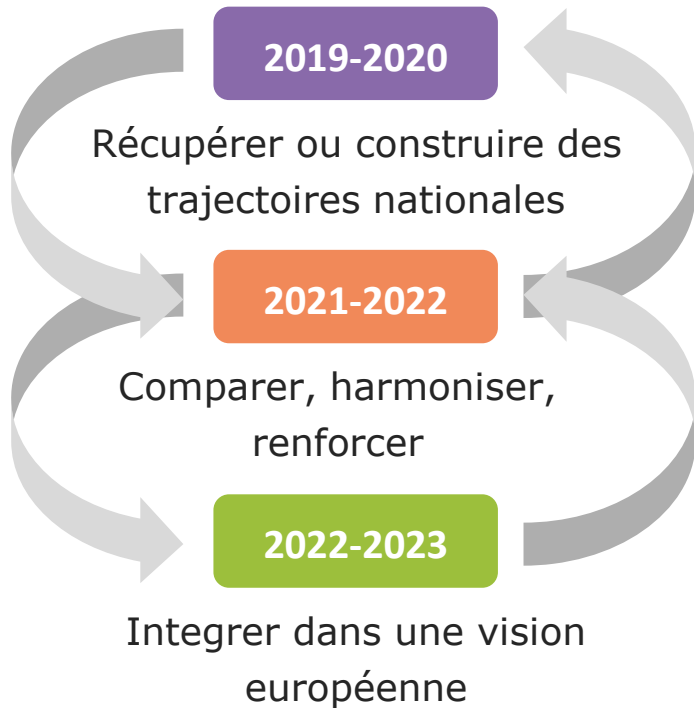 2019-2020
Récupérer ou construire des
trajectoires nationales
2021-2022
Comparer, harmoniser,
renforcer
2022-2023
Integrer dans une vision
européenne